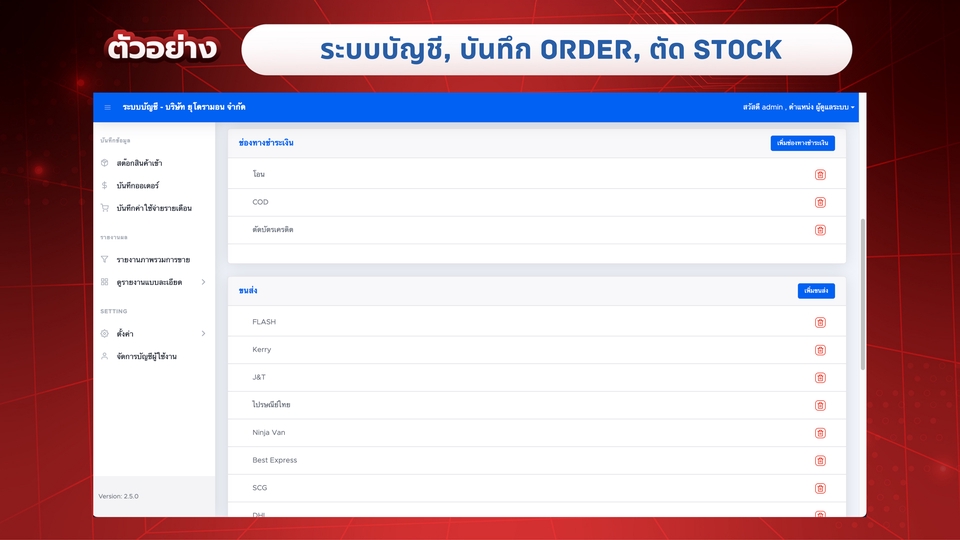 ตัวอย่าง
ระบบบัญชี, บันทึก ORDER, ตัด STOCK
ระบบบัญชี - บริษัท ยูโดรามอน จำกัด
สวัสดี admin , ตำแหน่ง ผู้ดูแลระบบ
บันทึกข้อมูล
สต๊อกสินค้าเข้า
บันทึกออเดอร์
บันทึกค่าใช้จ่ายรายเดือน
รายงานผล
รายงานภาพรวมการขาย
ดูรายงานแบบละเอียด
SETTING
ตั้งค่า
จัดการบัญชีผู้ใช้งาน
Version: 2.5.0
ช่องทางชำระเงิน
เพิ่มช่องทางชำระเงิน
โอน
COD
ตัดบัตรเครดิต
ขนส่ง
เพิ่มขนส่ง
FLASH
Kerry
J&T
ไปรษณีย์ไทย
Ninja Van
Best Express
SCG
DHL